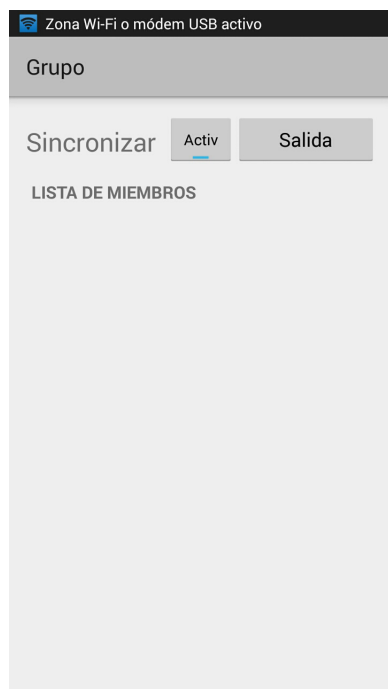 Zona Wi-Fi o módem USB activo
Grupo
Sincronizar Activ Salida
LISTA DE MIEMBROS